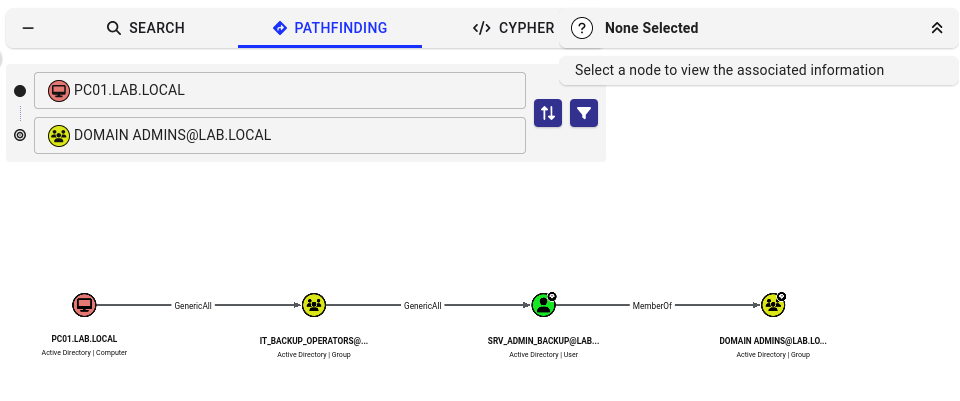 SEARCH
PATHFINDING
CYPHER
? None Selected
Select a node to view the associated information
PC01.LAB.LOCAL
DOMAIN ADMINS@LAB.LOCAL
GenericAll
GenericAll
MemberOf
PC01.LAB.LOCAL
Active Directory | Computer
IT_BACKUP_OPERATORS@...
Active Directory | Group
SRV_ADMIN_BACKUP@LAB...
Active Directory | User
DOMAIN ADMINS@LAB.LO...
Active Directory | Group